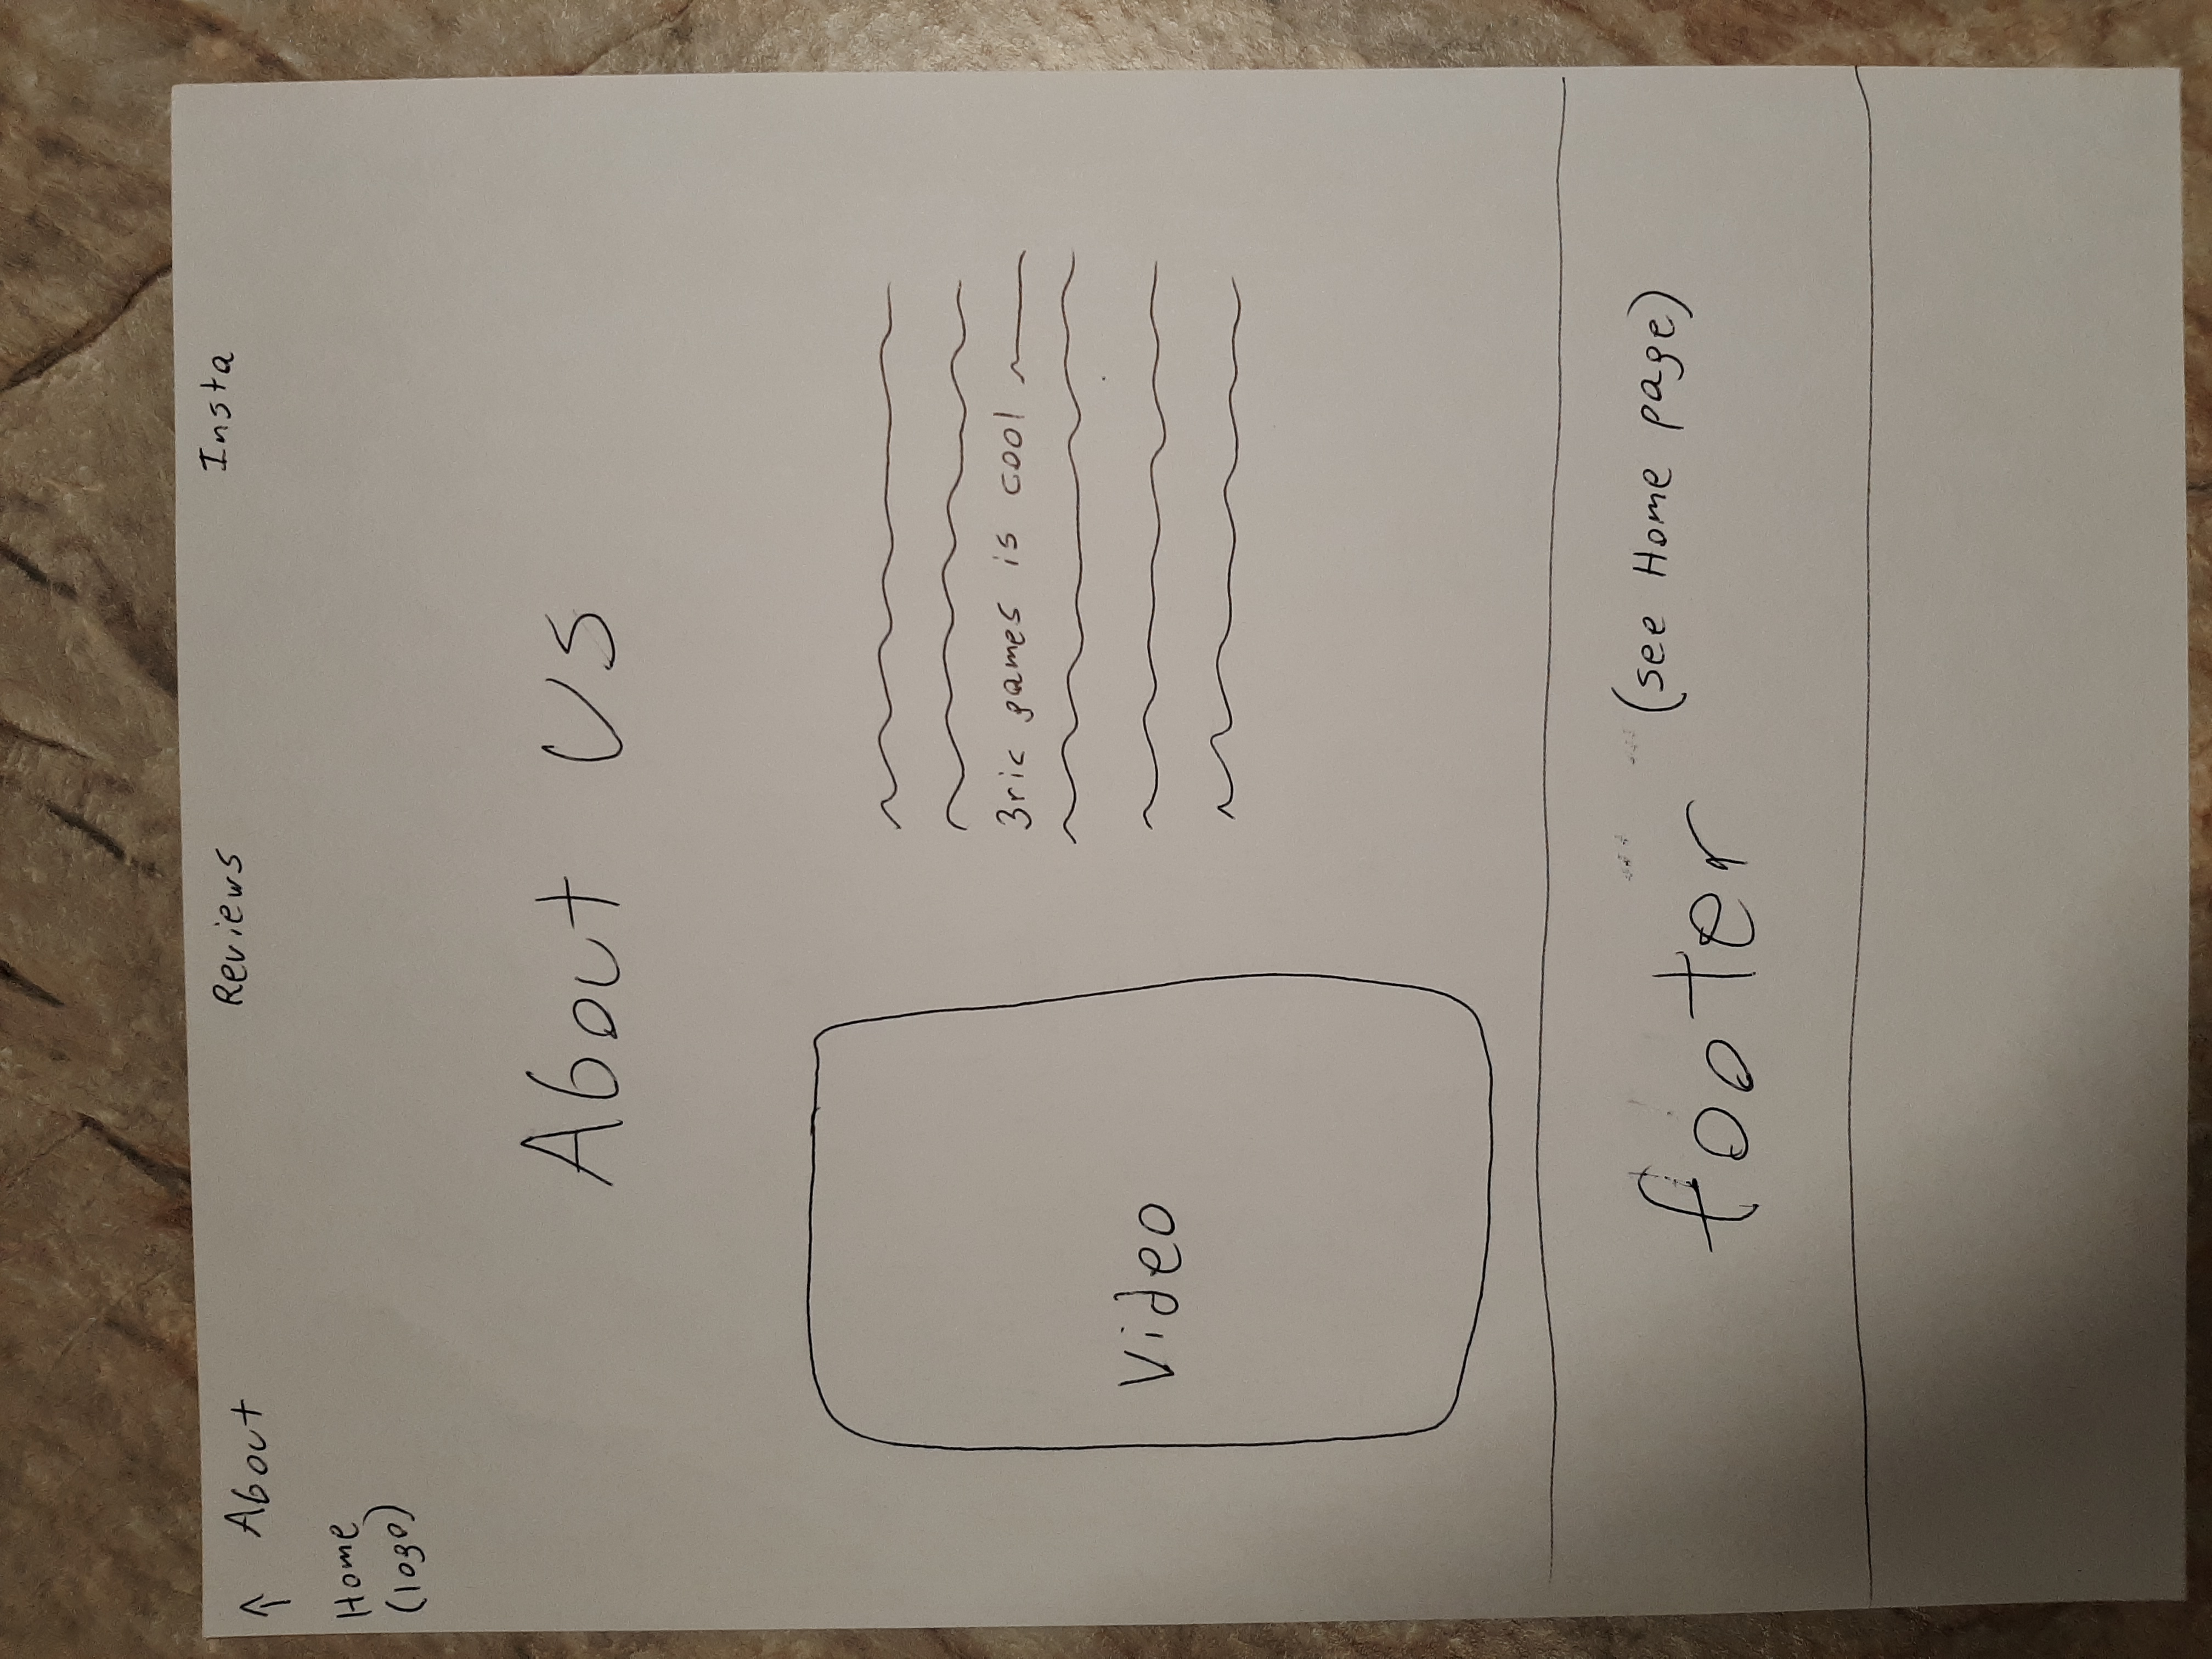 About Reviews Insta
Home
(logo)
About Us
3ric games is cool
Video
footer (see Home page)